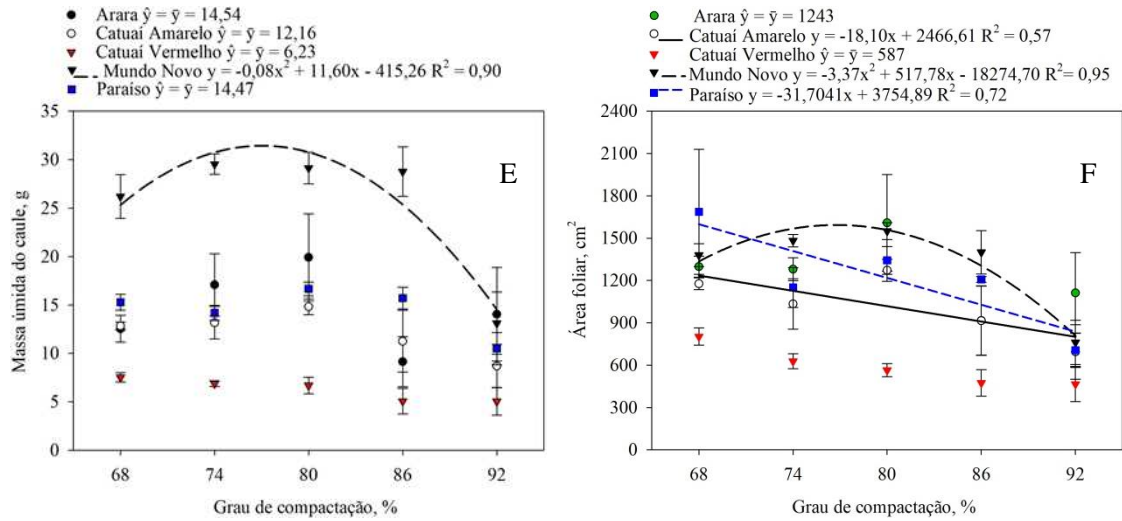 Arara ŷ = ȳ = 14,54
Catuaí Amarelo ŷ = ȳ = 12,16
Catuaí Vermelho ŷ = ȳ = 6,23
Mundo Novo y = -0,08x² + 11,60x - 415,26 R² = 0,90
Paraíso ŷ = ȳ = 14,47
35
30
25
20
15
10
5
0
Massa úmida do caule, g
E
68 74 80 86 92
Grau de compactação, %
Arara ŷ = ȳ = 1243
Catuaí Amarelo y = -18,10x + 2466,61 R² = 0,57
Catuaí Vermelho ŷ = ȳ = 587
Mundo Novo y = -3,37x² + 517,78x - 18274,70 R² = 0,95
Paraíso y = -31,7041x + 3754,89 R² = 0,72
2400
2100
1800
1500
1200
900
600
300
0
Área foliar, cm²
F
68 74 80 86 92
Grau de compactação, %